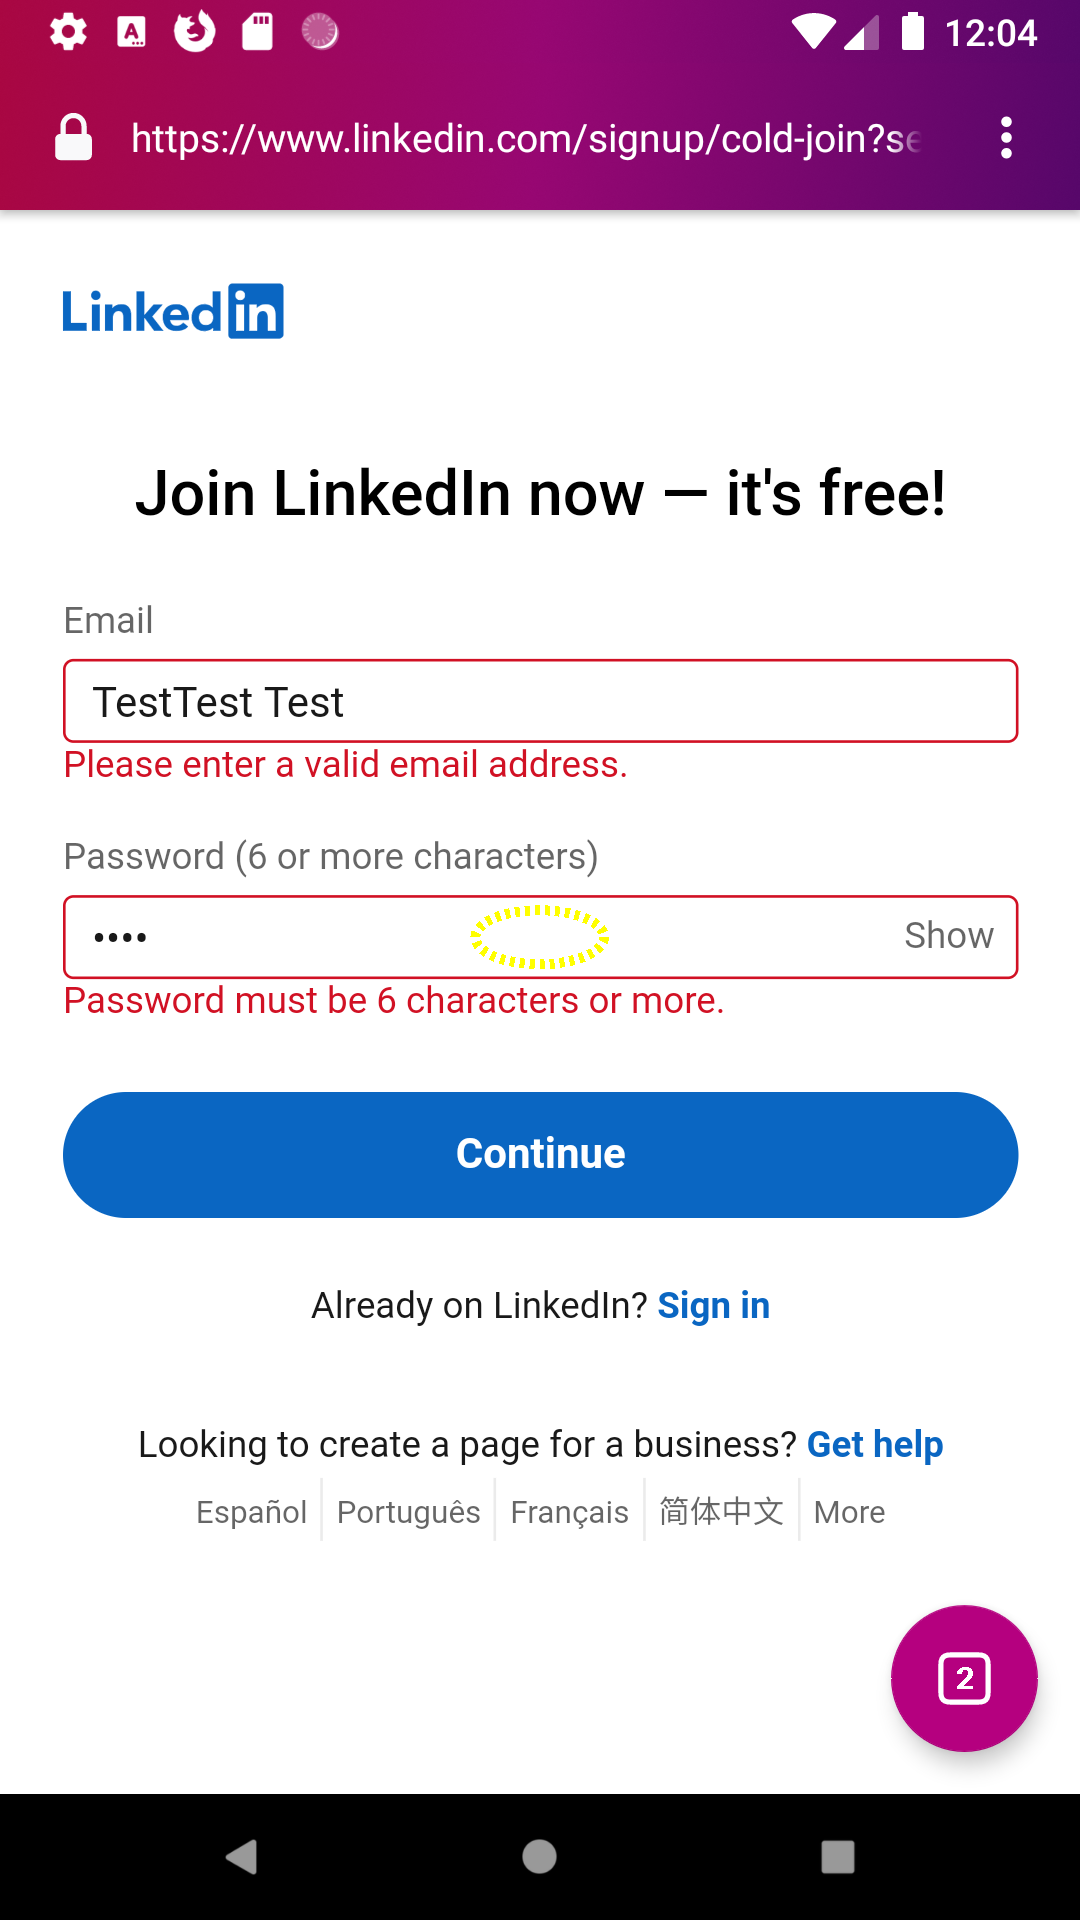 12:04
https://www.linkedin.com/signup/cold-join?se
Linkedin
Join LinkedIn now — it's free!
Email
TestTest Test
Please enter a valid email address.
Password (6 or more characters)
••••
Show
Password must be 6 characters or more.
Continue
Already on LinkedIn? Sign in
Looking to create a page for a business? Get help
Español Português Français 简体中文 More
2